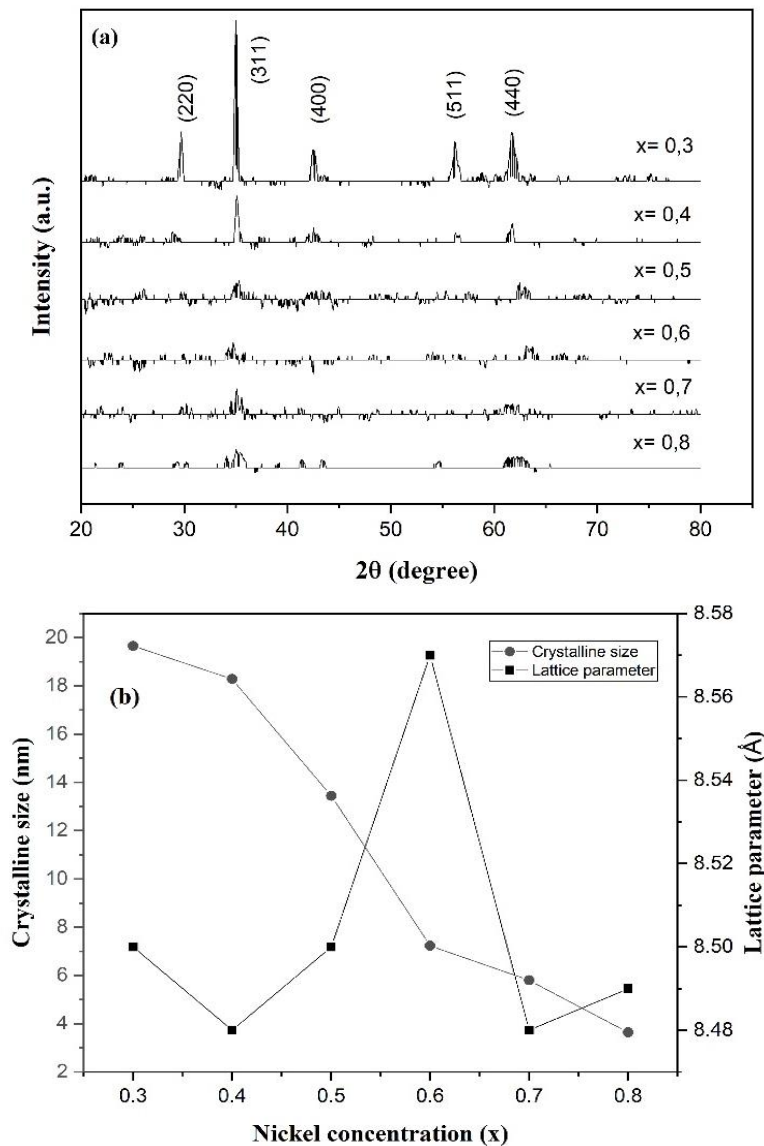 (a)
(220)
(311)
(400)
(511)
(440)
x= 0,3
x= 0,4
x= 0,5
x= 0,6
x= 0,7
x= 0,8
Intensity (a.u.)
20 30 40 50 60 70 80
2θ (degree)
(b)
Crystalline size
Lattice parameter
20
18
16
14
12
10
8
6
4
2
Crystalline size (nm)
8.58
8.56
8.54
8.52
8.50
8.48
Lattice parameter (Å)
0.3 0.4 0.5 0.6 0.7 0.8
Nickel concentration (x)